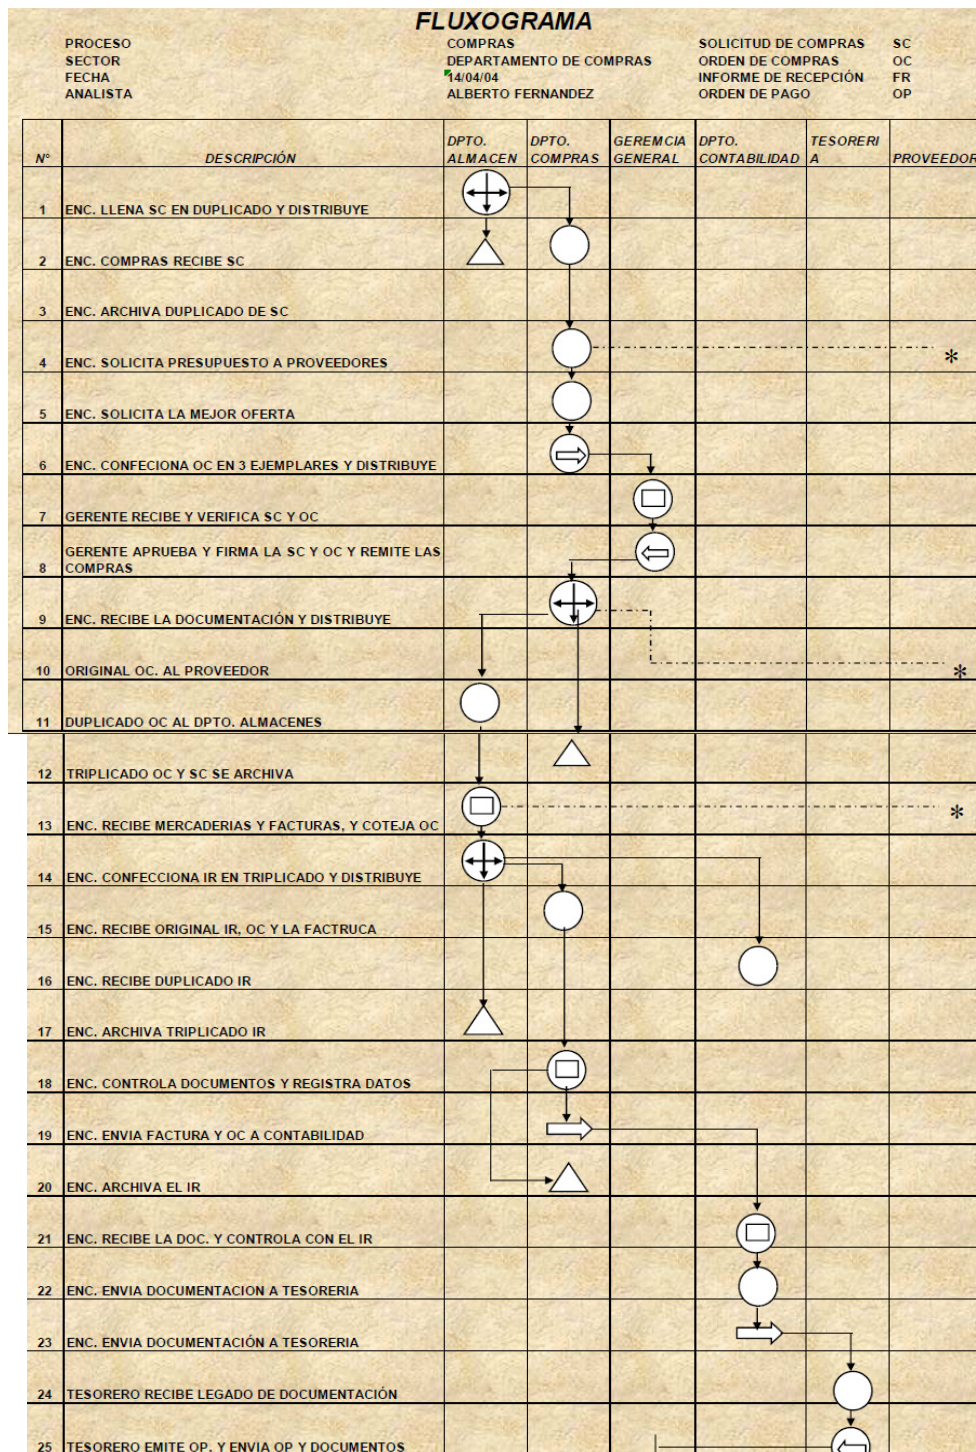 FLUXOGRAMA
PROCESO COMPRAS SOLICITUD DE COMPRAS SC
SECTOR DEPARTAMENTO DE COMPRAS ORDEN DE COMPRAS OC
FECHA 14/04/04 INFORME DE RECEPCIÓN FR
ANALISTA ALBERTO FERNANDEZ ORDEN DE PAGO OP
N° DESCRIPCIÓN DPTO. ALMACEN DPTO. COMPRAS GEREMCIA GENERAL DPTO. CONTABILIDAD TESORERI A PROVEEDOR
1 ENC. LLENA SC EN DUPLICADO Y DISTRIBUYE
2 ENC. COMPRAS RECIBE SC
3 ENC. ARCHIVA DUPLICADO DE SC
4 ENC. SOLICITA PRESUPUESTO A PROVEEDORES *
5 ENC. SOLICITA LA MEJOR OFERTA
6 ENC. CONFECIONA OC EN 3 EJEMPLARES Y DISTRIBUYE
7 GERENTE RECIBE Y VERIFICA SC Y OC
GERENTE APRUEBA Y FIRMA LA SC Y OC Y REMITE LAS
8 COMPRAS
9 ENC. RECIBE LA DOCUMENTACIÓN Y DISTRIBUYE
10 ORIGINAL OC. AL PROVEEDOR *
11 DUPLICADO OC AL DPTO. ALMACENES
12 TRIPLICADO OC Y SC SE ARCHIVA
13 ENC. RECIBE MERCADERIAS Y FACTURAS, Y COTEJA OC *
14 ENC. CONFECCIONA IR EN TRIPLICADO Y DISTRIBUYE
15 ENC. RECIBE ORIGINAL IR, OC Y LA FACTRUCA
16 ENC. RECIBE DUPLICADO IR
17 ENC. ARCHIVA TRIPLICADO IR
18 ENC. CONTROLA DOCUMENTOS Y REGISTRA DATOS
19 ENC. ENVIA FACTURA Y OC A CONTABILIDAD
20 ENC. ARCHIVA EL IR
21 ENC. RECIBE LA DOC. Y CONTROLA CON EL IR
22 ENC. ENVIA DOCUMENTACION A TESORERIA
23 ENC. ENVIA DOCUMENTACIÓN A TESORERIA
24 TESORERO RECIBE LEGADO DE DOCUMENTACIÓN
25 TESORERO EMITE OP. Y ENVIA OP Y DOCUMENTOS